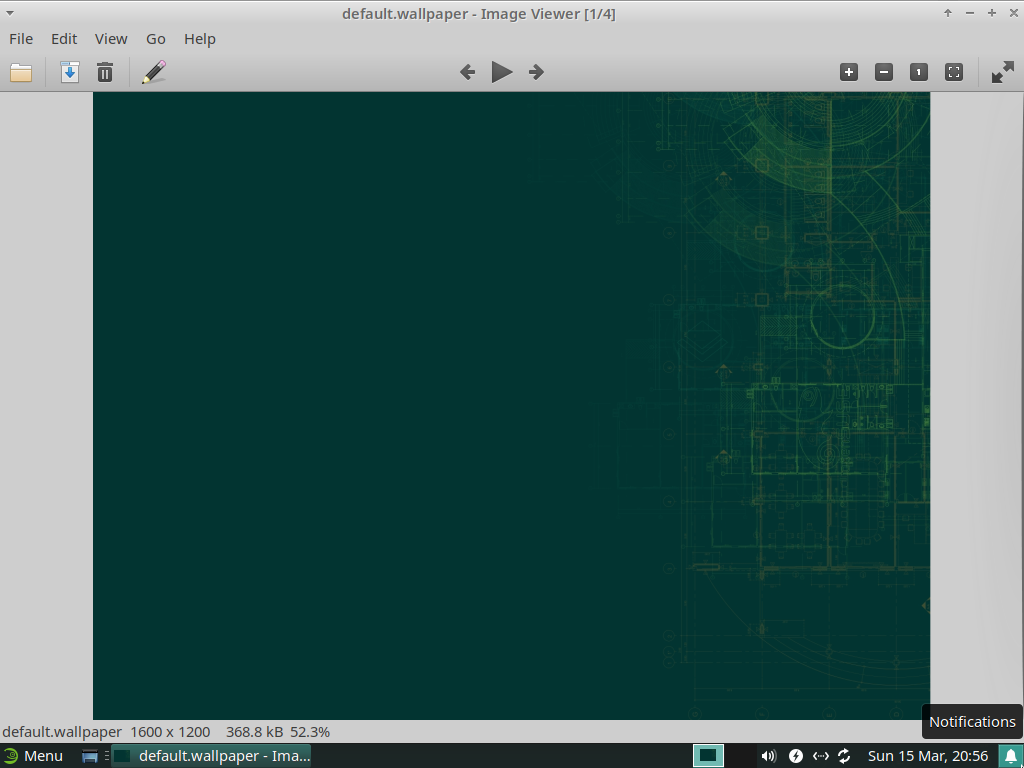 default.wallpaper - Image Viewer [1/4]
File Edit View Go Help
1
default.wallpaper 1600 x 1200 368.8 kB 52.3%
Notifications
Menu default.wallpaper - Ima... Sun 15 Mar, 20:56